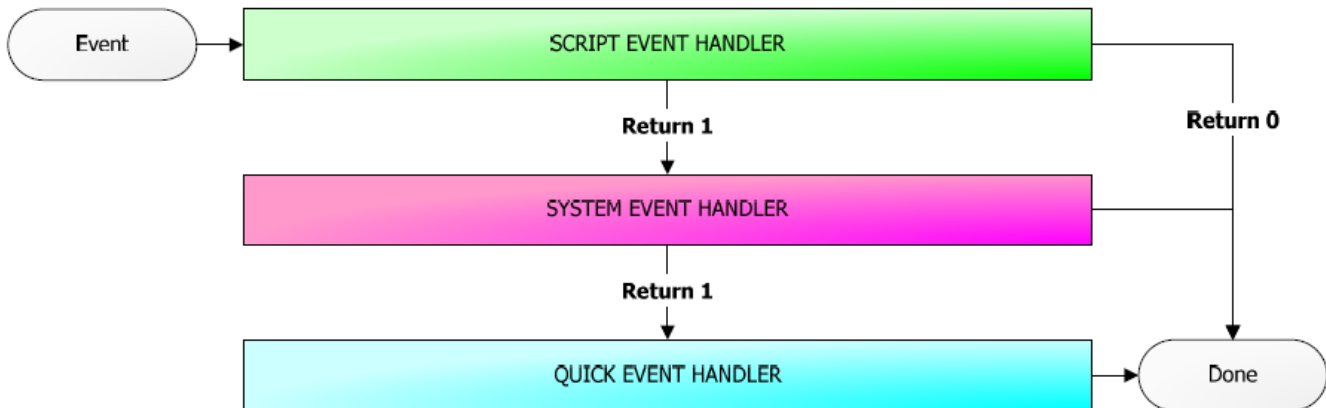 Event
SCRIPT EVENT HANDLER
Return 1
Return 0
SYSTEM EVENT HANDLER
Return 1
QUICK EVENT HANDLER
Done